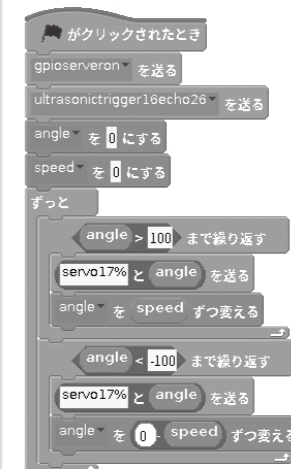 がクリックされたとき
gpioserveron を送る
ultrasonictrigger16echo26 を送る
angle を 0 にする
speed を 0 にする
ずっと
angle > 100 まで繰り返す
servo17% と angle を送る
angle を speed ずつ変える
angle < -100 まで繰り返す
servo17% と angle を送る
angle を 0 - speed ずつ変え